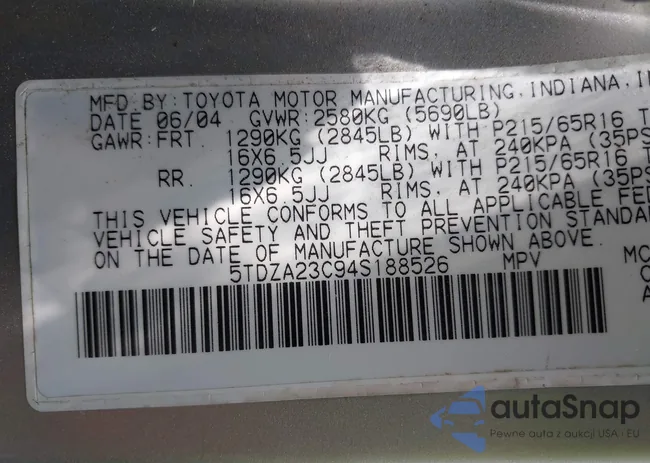 MFD BY: TOYOTA MOTOR MANUFACTURING, INDIANA, I
DATE 06/04 GVWR: 2580KG (5690LB)
GAWR: FRT 1290KG (2845LB) WITH P215/65R16 T
16X6.5JJ RIMS, AT 240KPA (35PS
RR. 1290KG (2845LB) WITH P215/65R16 T
16X6.5JJ RIMS, AT 240KPA (35PS
THIS VEHICLE CONFORMS TO ALL APPLICABLE FED
VEHICLE SAFETY AND THEFT PREVENTION STANDA
ON THE DATE OF MANUFACTURE SHOWN ABOVE.
5TDZA23C94S188526 MPV MO
autaSnap
Pewne auta z aukcji USA i EU